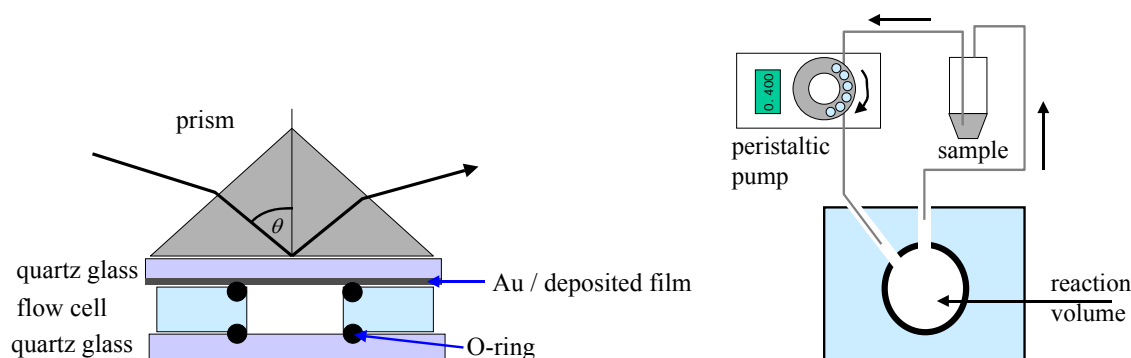 prism
θ
quartz glass
flow cell
quartz glass
Au / deposited film
O-ring
0.400
peristaltic
pump
sample
reaction
volume